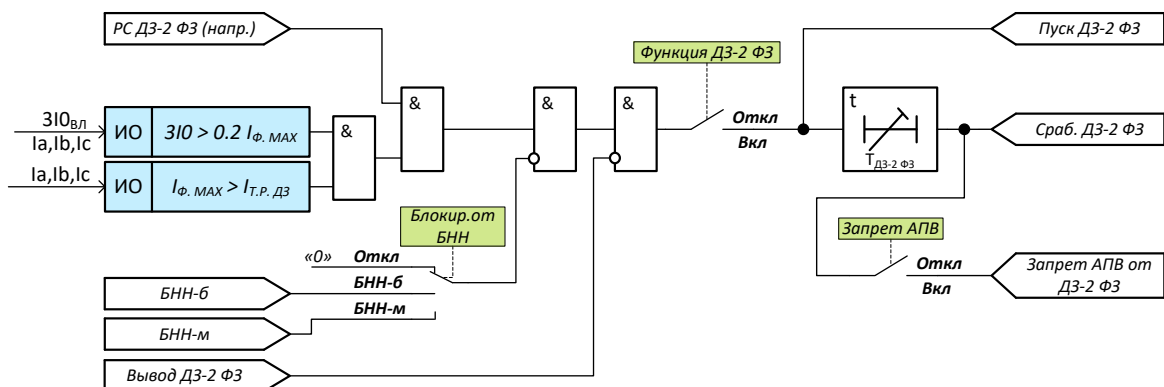 РС ДЗ-2 ФЗ (напр.)
Функция ДЗ-2 ФЗ
Пуск ДЗ-2 ФЗ
&
&
&
&
t
Откл
Вкл
Сраб. ДЗ-2 ФЗ
TДЗ-2 ФЗ
3I0ВЛ
Ia,Ib,Ic
ИО
3I0 > 0.2 IФ. MAX
Ia,Ib,Ic
ИО
IФ. MAX > IТ.Р. ДЗ
&
Блокир.от
БНН
Запрет АПВ
«0»
Откл
БНН-б
БНН-м
Откл
Вкл
Запрет АПВ от
ДЗ-2 ФЗ
БНН-б
БНН-м
Вывод ДЗ-2 ФЗ